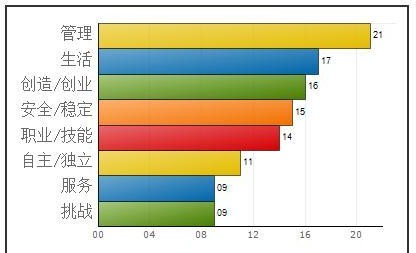 管理 21
生活 17
创造/创业 16
安全/稳定 15
职业/技能 14
自主/独立 11
服务 09
挑战 09
00 04 08 12 16 20